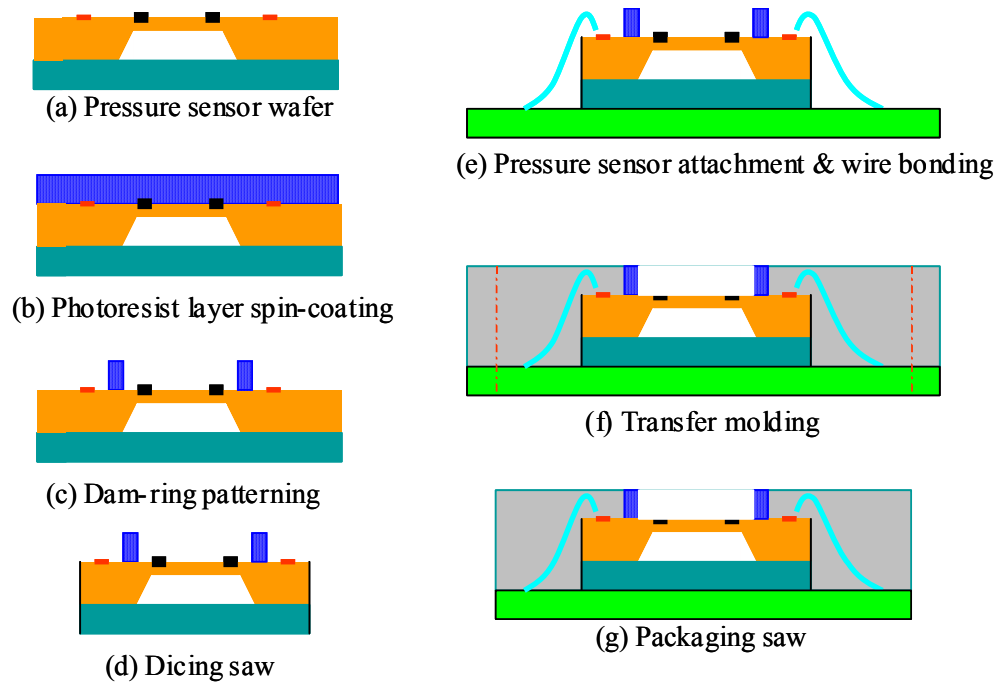 (a) Pressure sensor wafer
(b) Photoresist layer spin-coating
(c) Dam-ring patterning
(d) Dicing saw
(e) Pressure sensor attachment & wire bonding
(f) Transfer molding
(g) Packaging saw